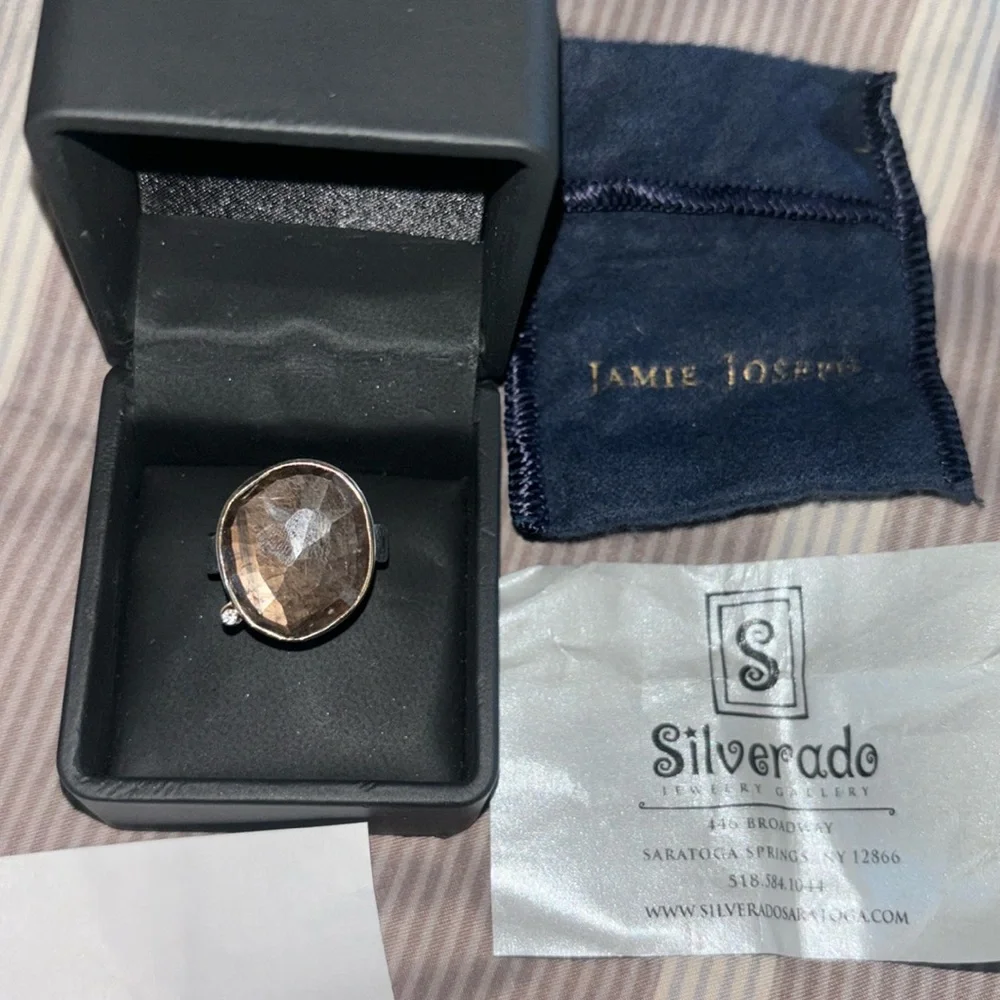 JAMIE JOSEPH
S
Silverado
JEWELRY GALLERY
446 BROADWAY
SARATOGA SPRINGS, NY 12866
518.584.1044
WWW.SILVERADOSARATOGA.COM